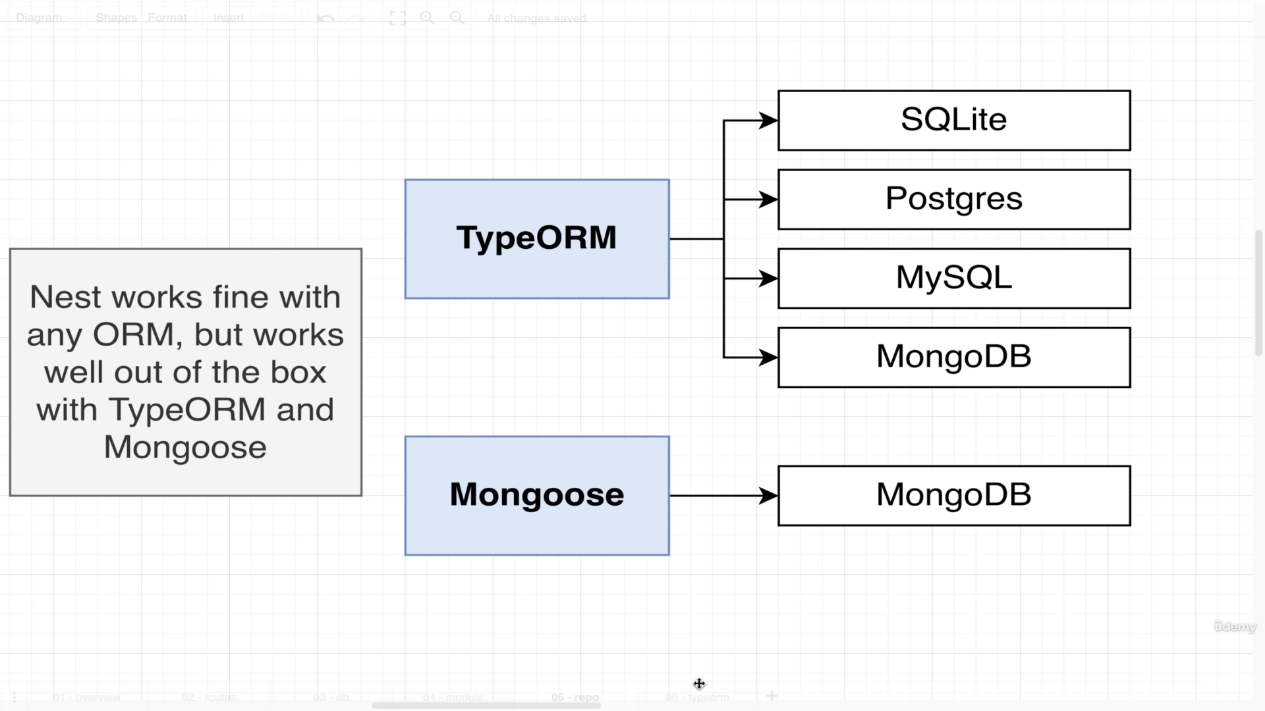 Diagram Shapes Format Insert All changes saved
SQLite
Postgres
TypeORM
MySQL
MongoDB
Nest works fine with
any ORM, but works
well out of the box
with TypeORM and
Mongoose
Mongoose
MongoDB
ûdemy
01 - overview 02 - routes 03 - db 04 - models 05 - repo 06 - typeorm